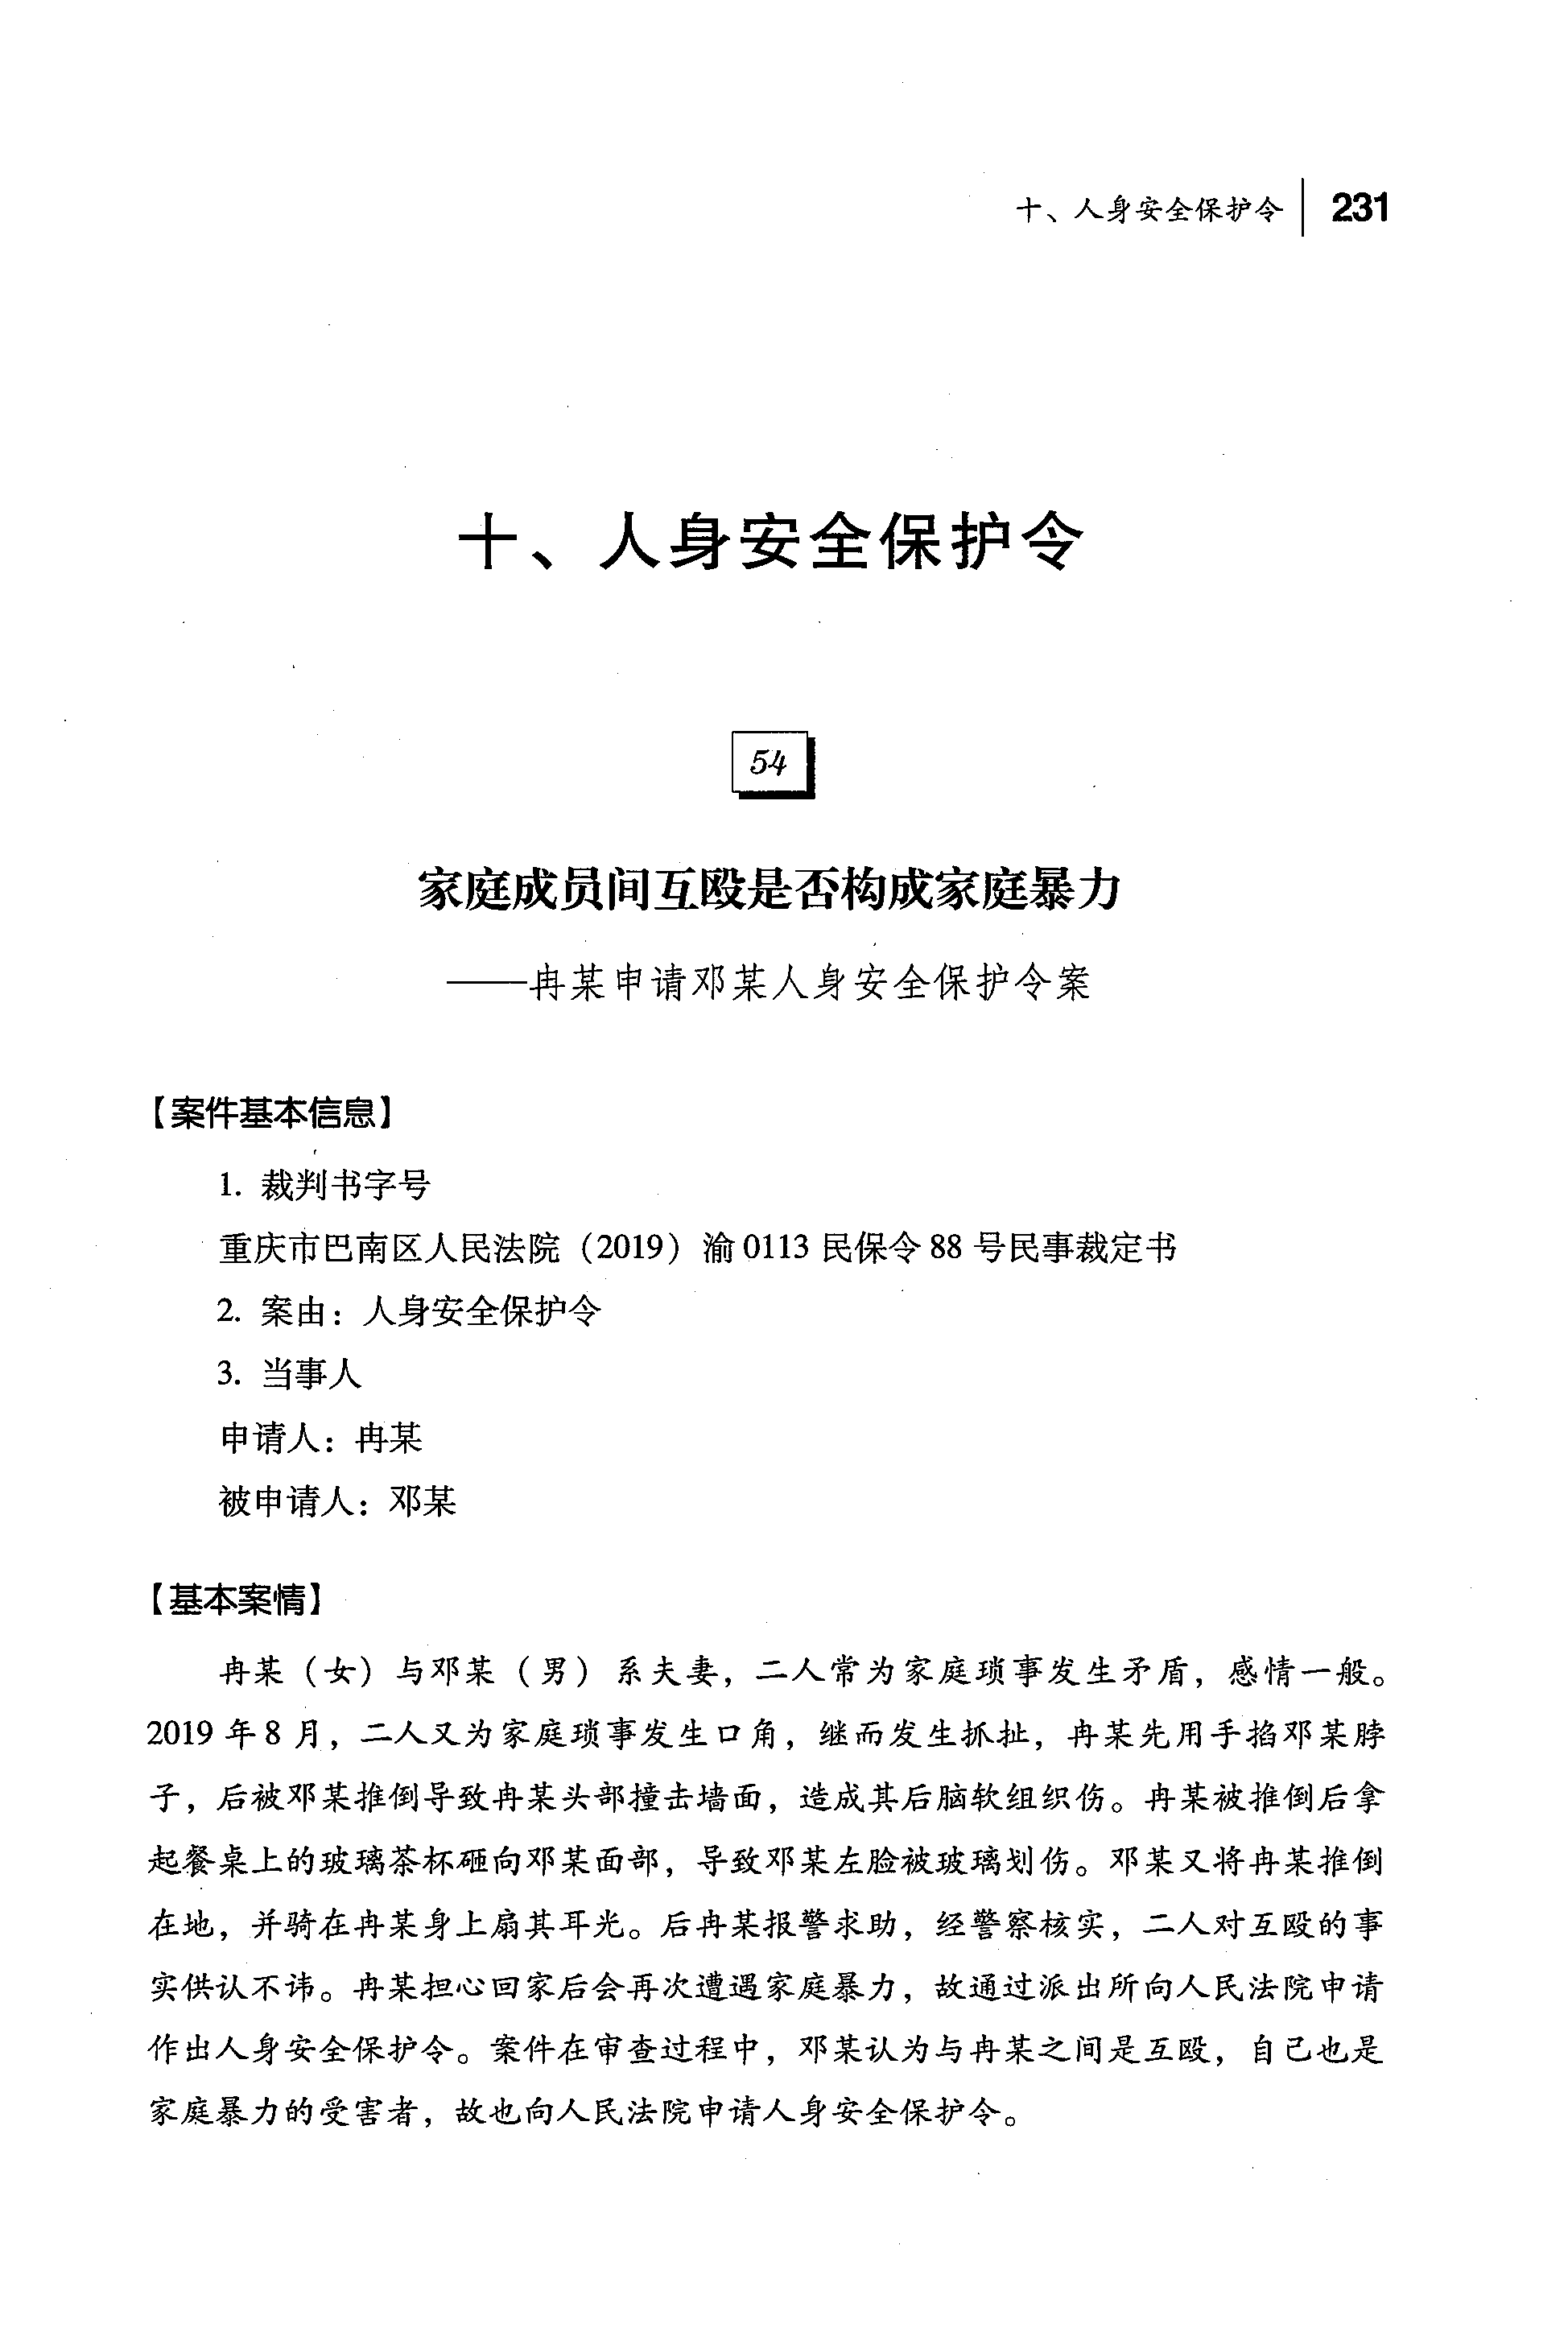 十、人身安全保护令 231
十、人身安全保护令
54
家庭成员间互殴是否构成家庭暴力
——冉某申请邓某人身安全保护令案
【案件基本信息】
1. 裁判书字号
重庆市巴南区人民法院（2019）渝0113民保令88号民事裁定书
2. 案由：人身安全保护令
3. 当事人
申请人：冉某
被申请人：邓某
【基本案情】
冉某（女）与邓某（男）系夫妻，二人常为家庭琐事发生矛盾，感情一般。
2019年8月，二人又为家庭琐事发生口角，继而发生抓扯，冉某先用手掐邓某脖
子，后被邓某推倒导致冉某头部撞击墙面，造成其后脑软组织伤。冉某被推倒后拿
起餐桌上的玻璃茶杯砸向邓某面部，导致邓某左脸被玻璃划伤。邓某又将冉某推倒
在地，并骑在冉某身上扇其耳光。后冉某报警求助，经警察核实，二人对互殴的事
实供认不讳。冉某担心回家后会再次遭遇家庭暴力，故通过派出所向人民法院申请
作出人身安全保护令。案件在审查过程中，邓某认为与冉某之间是互殴，自己也是
家庭暴力的受害者，故也向人民法院申请人身安全保护令。